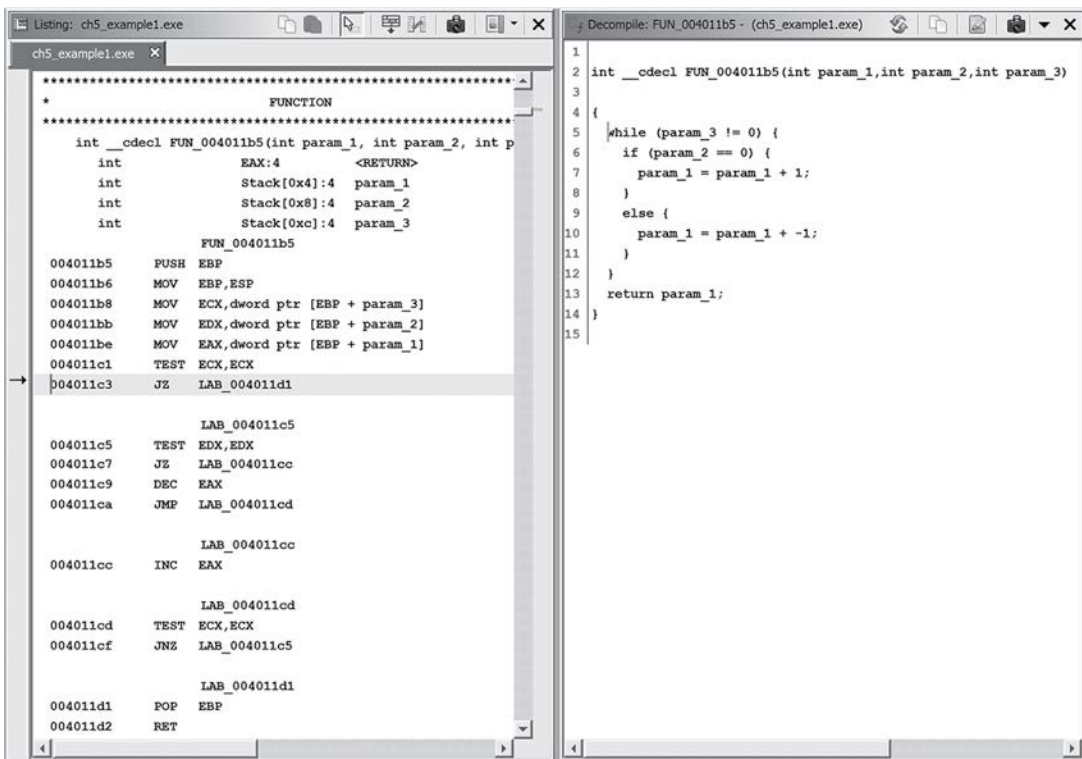 Listing: ch5_example1.exe
ch5_example1.exe
*************************************************************
* FUNCTION
*************************************************************
int __cdecl FUN_004011b5(int param_1, int param_2, int p
int EAX:4 <RETURN>
int Stack[0x4]:4 param_1
int Stack[0x8]:4 param_2
int Stack[0xc]:4 param_3
FUN_004011b5
004011b5 PUSH EBP
004011b6 MOV EBP,ESP
004011b8 MOV ECX,dword ptr [EBP + param_3]
004011bb MOV EDX,dword ptr [EBP + param_2]
004011be MOV EAX,dword ptr [EBP + param_1]
004011c1 TEST ECX,ECX
004011c3 JZ LAB_004011d1
LAB_004011c5
004011c5 TEST EDX,EDX
004011c7 JZ LAB_004011cc
004011c9 DEC EAX
004011ca JMP LAB_004011cd
LAB_004011cc
004011cc INC EAX
LAB_004011cd
004011cd TEST ECX,ECX
004011cf JNZ LAB_004011c5
LAB_004011d1
004011d1 POP EBP
004011d2 RET
Decompile: FUN_004011b5 - (ch5_example1.exe)
1
2 int __cdecl FUN_004011b5(int param_1,int param_2,int param_3)
3
4 {
5 while (param_3 != 0) {
6 if (param_2 == 0) {
7 param_1 = param_1 + 1;
8 }
9 else {
10 param_1 = param_1 + -1;
11 }
12 }
13 return param_1;
14 }
15